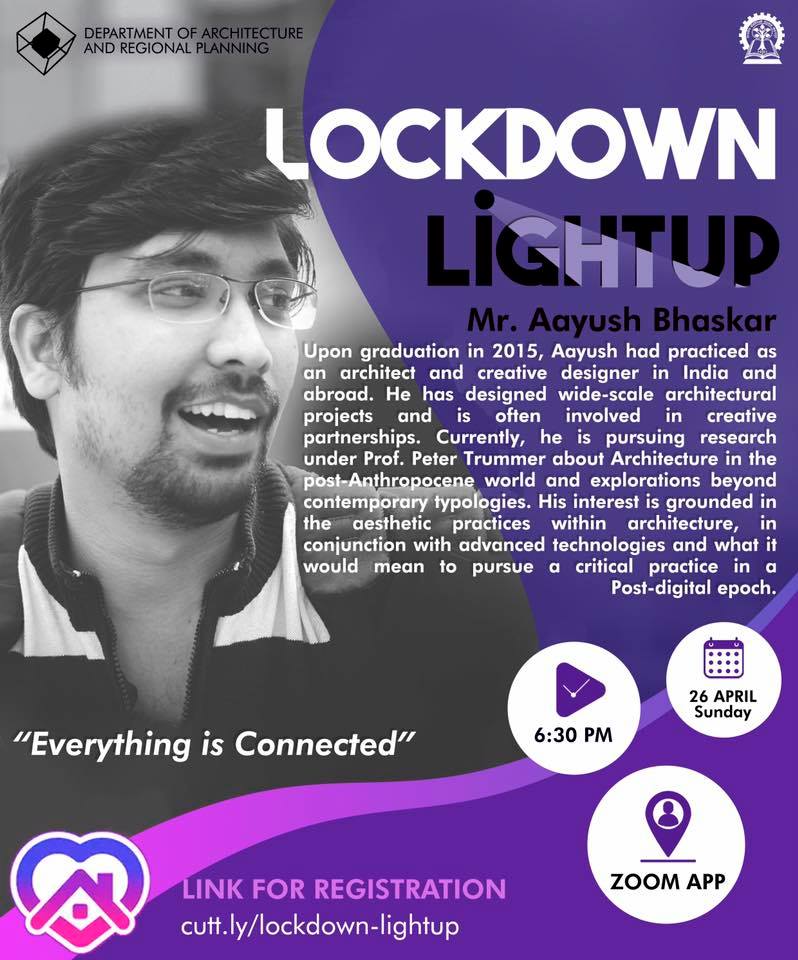 DEPARTMENT OF ARCHITECTURE
AND REGIONAL PLANNING
LOCKDOWN
LiGHTUP
Mr. Aayush Bhaskar
Upon graduation in 2015, Aayush had practiced as
an architect and creative designer in India and
abroad. He has designed wide-scale architectural
projects and is often involved in creative
partnerships. Currently, he is pursuing research
under Prof. Peter Trummer about Architecture in the
post-Anthropocene world and explorations beyond
contemporary typologies. His interest is grounded in
the aesthetic practices within architecture, in
conjunction with advanced technologies and what it
would mean to pursue a critical practice in a
Post-digital epoch.
26 APRIL
Sunday
6:30 PM
“Everything is Connected”
ZOOM APP
LINK FOR REGISTRATION
cutt.ly/lockdown-lightup